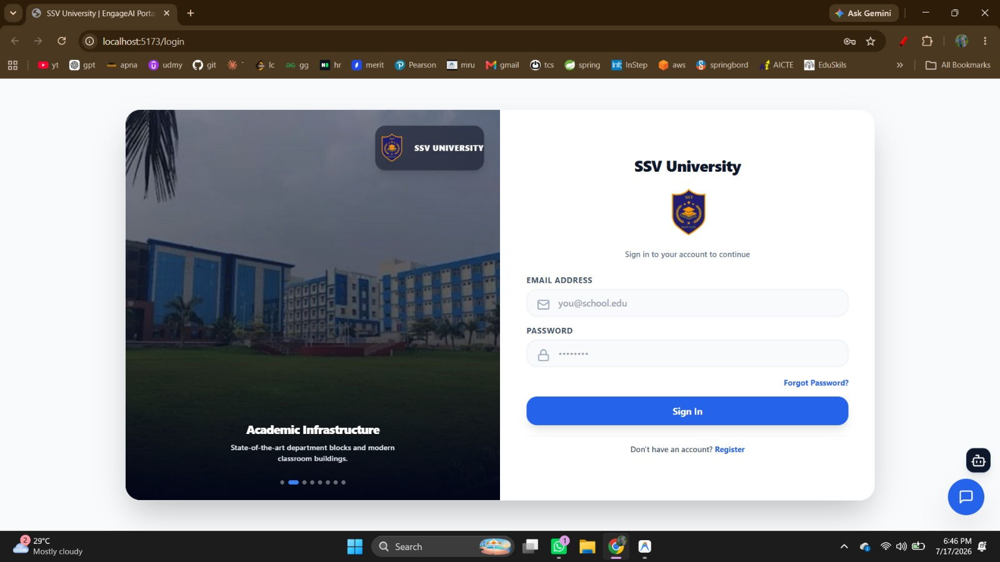 SSV University | EngageAI Porta
Ask Gemini
localhost:5173/login
yt
gpt
apna
udmy
git
lc
gg
hr
merit
Pearson
mru
gmail
tcs
spring
InStep
aws
springbord
AICTE
EduSkils
»
All Bookmarks
SSV UNIVERSITY
Academic Infrastructure
State-of-the-art department blocks and modern
classroom buildings.
SSV University
SSV
Sign in to your account to continue
EMAIL ADDRESS
you@school.edu
PASSWORD
••••••••
Forgot Password?
Sign In
Don't have an account? Register
2
29°C
Mostly cloudy
Search
1
6:46 PM
7/17/2026